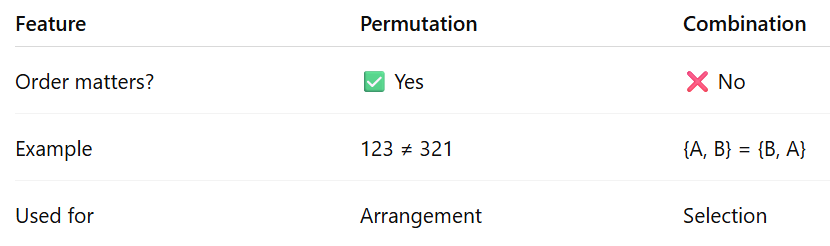 Feature Permutation Combination
Order matters? ✅ Yes ❌ No
Example 123 ≠ 321 {A, B} = {B, A}
Used for Arrangement Selection